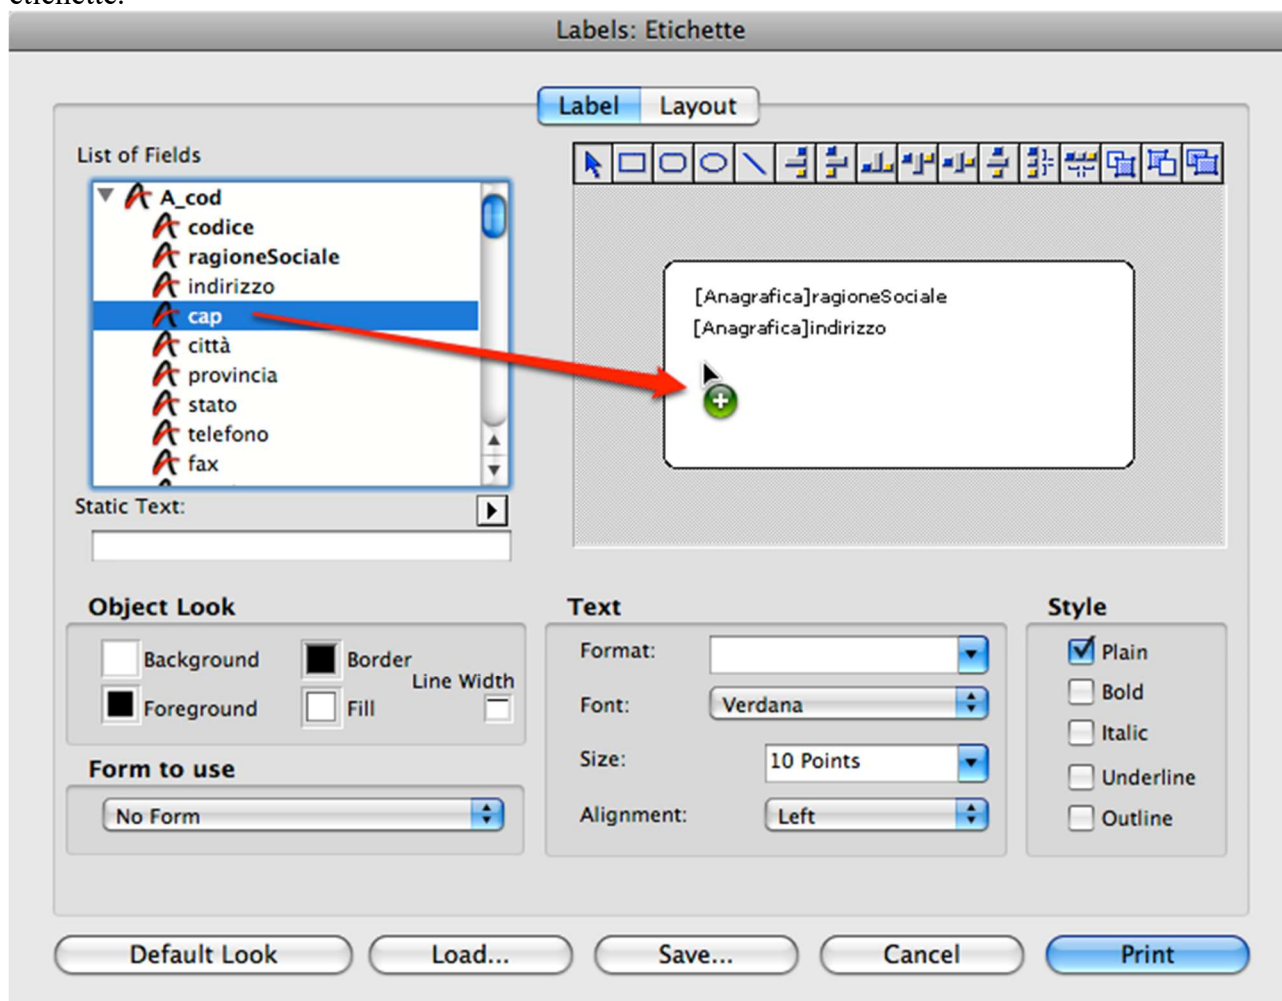 etichette.
Labels: Etichette
Label Layout
List of Fields
A_cod
codice
ragioneSociale
indirizzo
cap
città
provincia
stato
telefono
fax
Static Text:
[Anagrafica]ragioneSociale
[Anagrafica]indirizzo
Object Look
Background
Border
Line Width
Foreground
Fill
Form to use
No Form
Text
Format:
Font: Verdana
Size: 10 Points
Alignment: Left
Style
Plain
Bold
Italic
Underline
Outline
Default Look Load... Save... Cancel Print